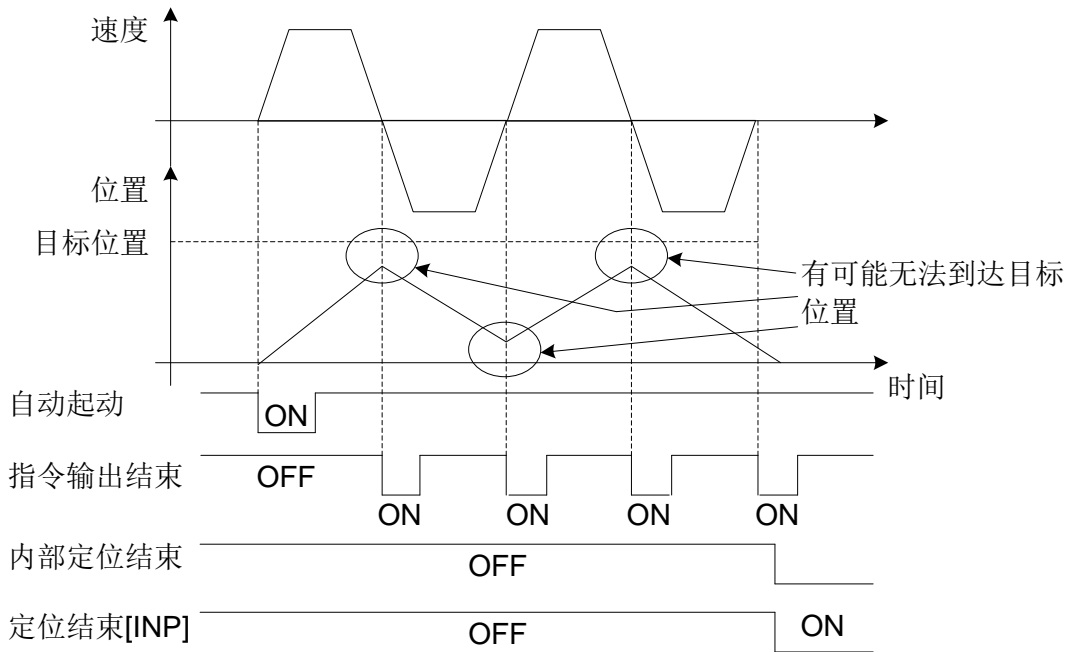 速度
位置
目标位置
有可能无法到达目标
位置
时间
自动起动
ON
指令输出结束
OFF
ON
ON
ON
ON
内部定位结束
OFF
定位结束[INP]
OFF
ON